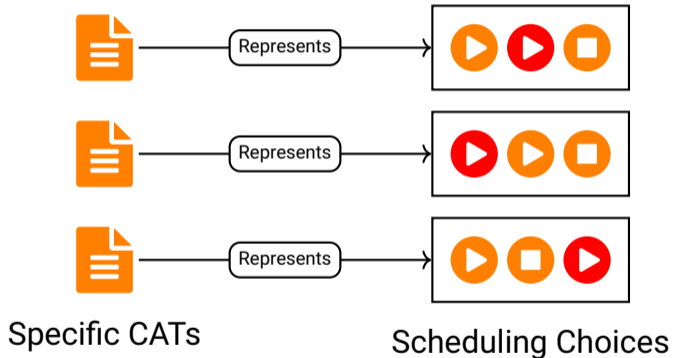 Represents
Represents
Represents
Specific CATs
Scheduling Choices